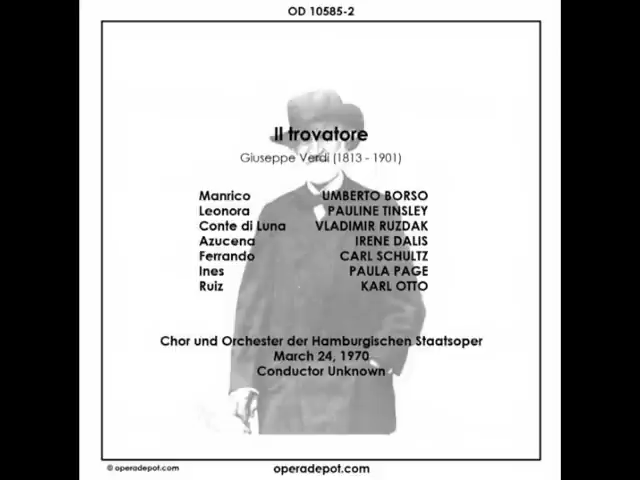 OD 10585-2
Il trovatore
Giuseppe Verdi (1813 - 1901)
Manrico UMBERTO BORSO
Leonora PAULINE TINSLEY
Conte di Luna VLADIMIR RUZDAK
Azucena IRENE DALIS
Ferrando CARL SCHULTZ
Ines PAULA PAGE
Ruiz KARL OTTO
Chor und Orchester der Hamburgischen Staatsoper
March 24, 1970
Conductor Unknown
© operadepot.com operadepot.com